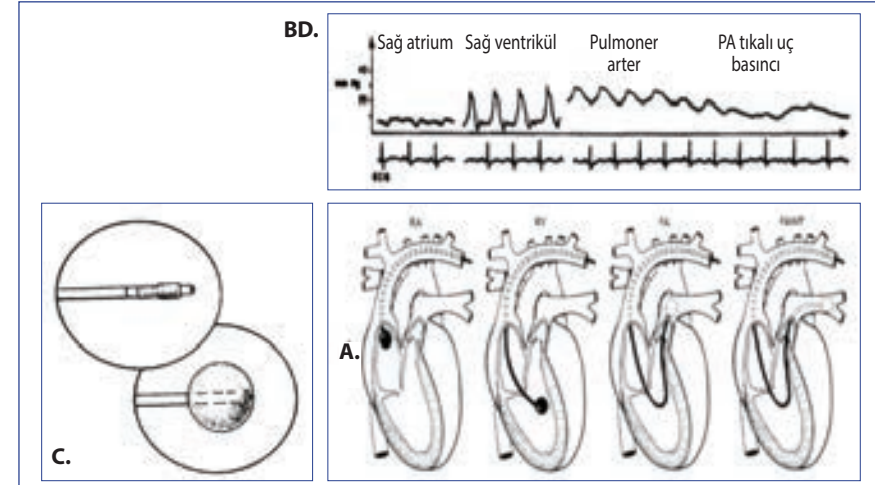 BD.
Sağ atrium Sağ ventrikül Pulmoner arter PA tıkalı uç basıncı
RA RV PA
A.
C.